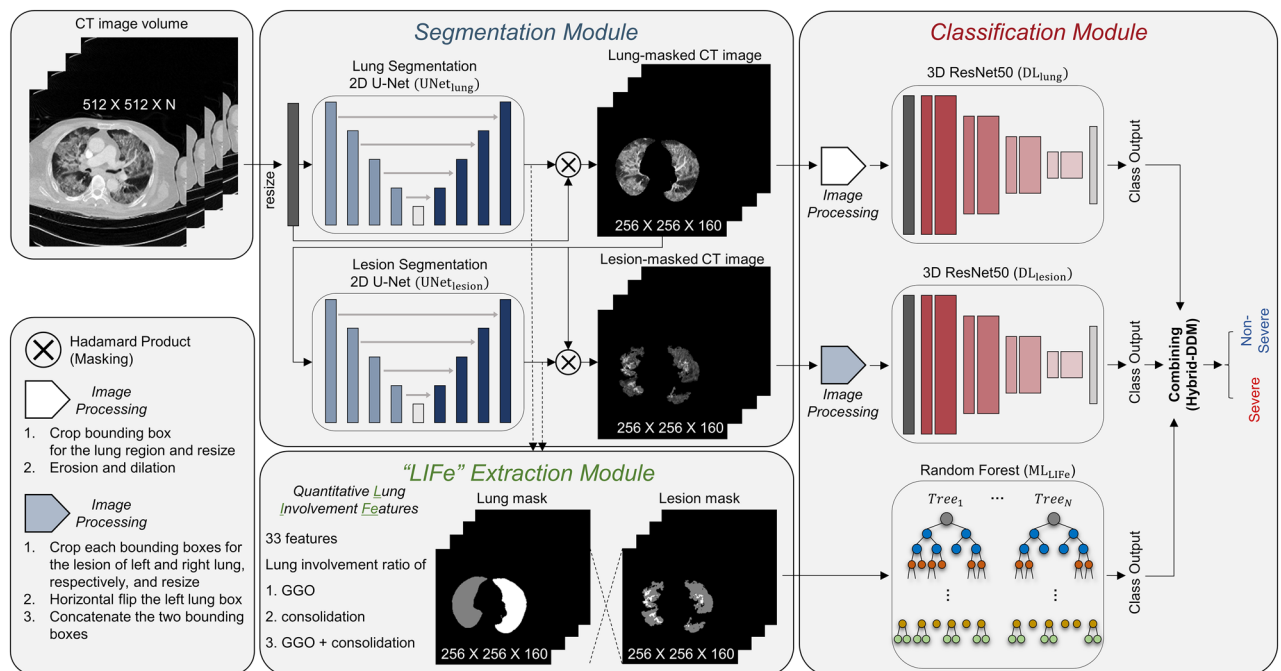 CT image volume
512 X 512 X N
Segmentation Module
Lung Segmentation
2D U-Net (UNet_lung)
resize
Lung-masked CT image
256 X 256 X 160
Lesion Segmentation
2D U-Net (UNet_lesion)
Lesion-masked CT image
256 X 256 X 160
Classification Module
3D ResNet50 (DL_lung)
Image
Processing
Class Output
3D ResNet50 (DL_lesion)
Image
Processing
Class Output
Random Forest (ML_LIFe)
Tree_1 ··· Tree_N
⋮ ⋮
Class Output
Combining
(Hybrid-DDM)
Non-
Severe
Severe
Hadamard Product
(Masking)
Image
Processing
1. Crop bounding box
for the lung region and resize
2. Erosion and dilation
Image
Processing
1. Crop each bounding boxes for
the lesion of left and right lung,
respectively, and resize
2. Horizontal flip the left lung box
3. Concatenate the two bounding
boxes
“LIFe” Extraction Module
Quantitative Lung
Involvement Features
33 features
Lung involvement ratio of
1. GGO
2. consolidation
3. GGO + consolidation
Lung mask
256 X 256 X 160
Lesion mask
256 X 256 X 160